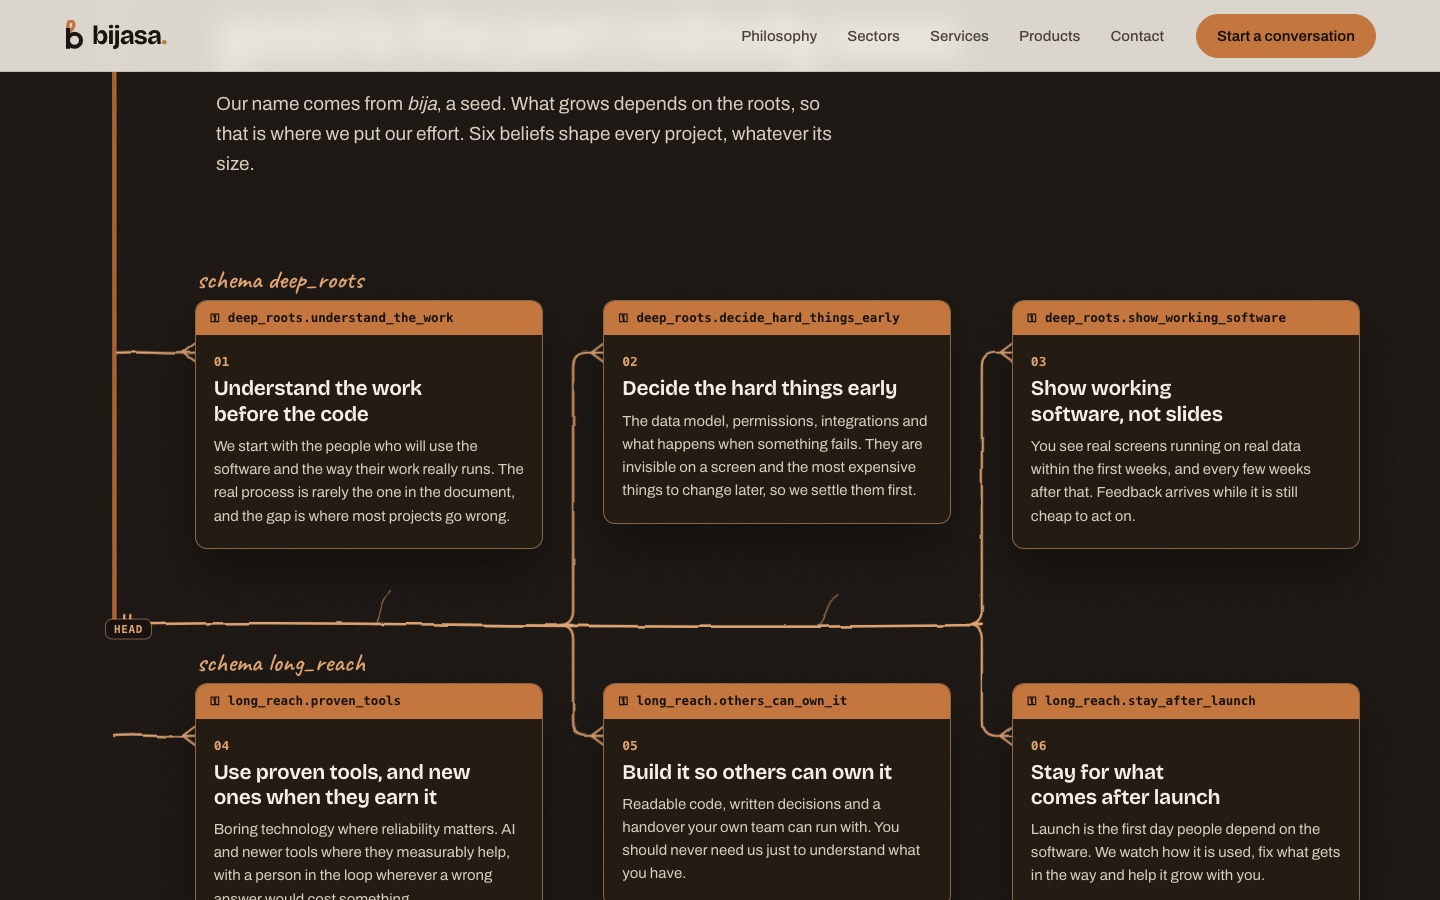 bijasa.
Philosophy
Sectors
Services
Products
Contact
Start a conversation
Our name comes from bija, a seed. What grows depends on the roots, so
that is where we put our effort. Six beliefs shape every project, whatever its
size.
schema deep_roots
deep_roots.understand_the_work
01
Understand the work
before the code
We start with the people who will use the
software and the way their work really runs. The
real process is rarely the one in the document,
and the gap is where most projects go wrong.
deep_roots.decide_hard_things_early
02
Decide the hard things early
The data model, permissions, integrations and
what happens when something fails. They are
invisible on a screen and the most expensive
things to change later, so we settle them first.
deep_roots.show_working_software
03
Show working
software, not slides
You see real screens running on real data
within the first weeks, and every few weeks
after that. Feedback arrives while it is still
cheap to act on.
HEAD
schema long_reach
long_reach.proven_tools
04
Use proven tools, and new
ones when they earn it
Boring technology where reliability matters. AI
and newer tools where they measurably help,
with a person in the loop wherever a wrong
answer would cost something.
long_reach.others_can_own_it
05
Build it so others can own it
Readable code, written decisions and a
handover your own team can run with. You
should never need us just to understand what
you have.
long_reach.stay_after_launch
06
Stay for what
comes after launch
Launch is the first day people depend on the
software. We watch how it is used, fix what gets
in the way and help it grow with you.